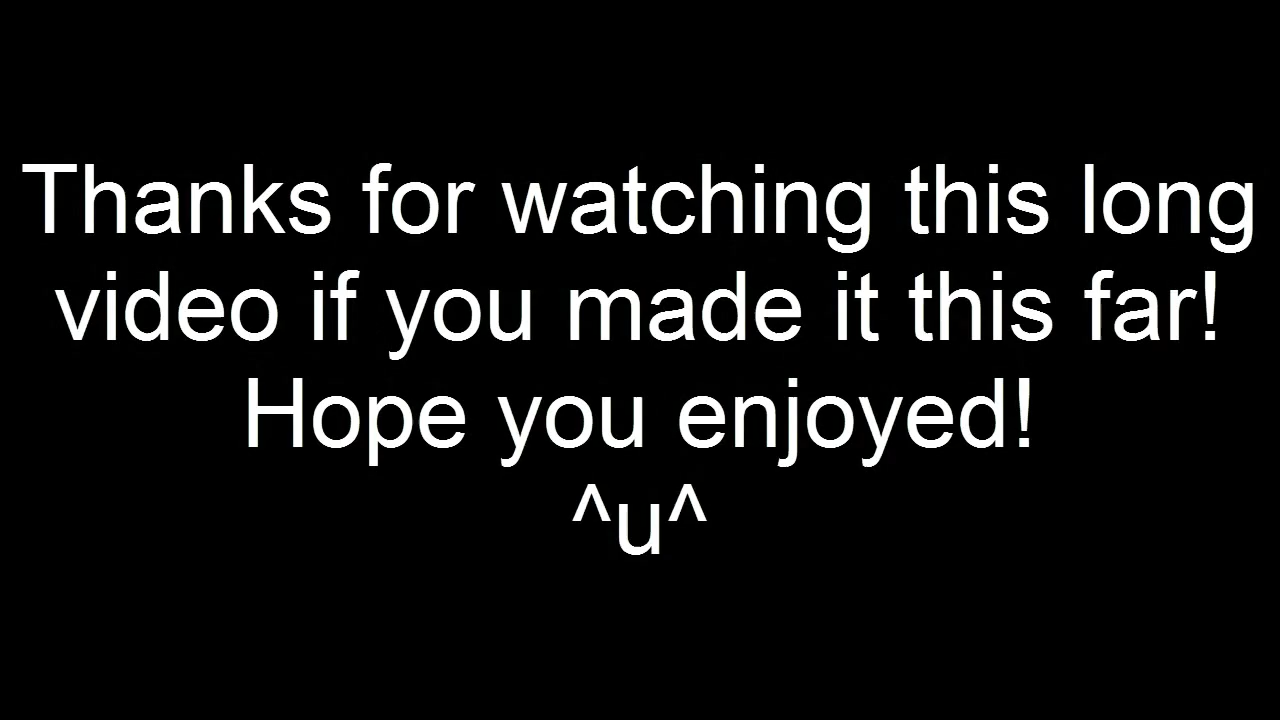 Thanks for watching this long
video if you made it this far!
Hope you enjoyed!
^u^